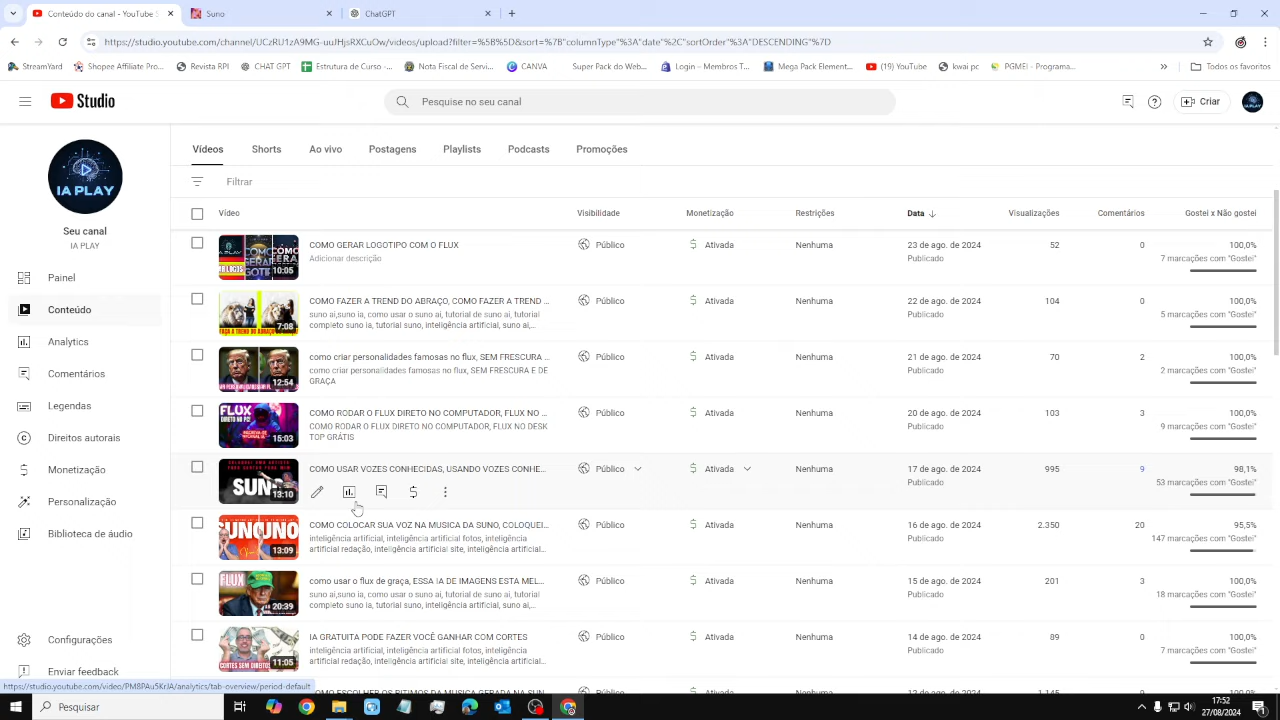 Conteúdo do canal - YouTube S
Suno
ChatGPT
https://studio.youtube.com/channel/UCzRU1zA9MG-uuHjsRXCuOw/videos/upload?filter=%5B%5D&sort=%7B"columnType"%3A"date"%2C"sortOrder"%3A"DESCENDING"%7D
StreamYard
Shopee Affiliate Pro...
Revista RPI
CHAT GPT
Estrutura de Curso -...
Nota Fiscal de Servi...
CANVA
Super Pack do Web...
Login – Membros T...
Mega Pack Element...
(19) YouTube
kwai pc
PGMEI - Programa...
Todos os favoritos
Studio
Pesquise no seu canal
Criar
IA PLAY
Seu canal
IA PLAY
Painel
Conteúdo
Analytics
Comentários
Legendas
Direitos autorais
Monetização
Personalização
Biblioteca de áudio
Configurações
Enviar feedback
Vídeos Shorts Ao vivo Postagens Playlists Podcasts Promoções
Filtrar
Vídeo Visibilidade Monetização Restrições Data Visualizações Comentários Gostei x Não gostei
10:05 COMO GERAR LOGOTIPO COM O FLUX Público Ativada Nenhuma 23 de ago. de 2024 52 0 100,0%
Adicionar descrição Publicado 7 marcações com "Gostei"
7:08 COMO FAZER A TREND DO ABRAÇO, COMO FAZER A TREND ... Público Ativada Nenhuma 22 de ago. de 2024 104 0 100,0%
suno ai,suno ia, como usar o suno ai, tutorial de suno ai, tutorial Publicado 5 marcações com "Gostei"
completo suno ia, tutorial suno, inteligência artificial, suno ai,...
12:54 como criar personalidades famosas no flux, SEM FRESCURA ... Público Ativada Nenhuma 21 de ago. de 2024 70 2 100,0%
como criar personalidades famosas no flux, SEM FRESCURA E DE Publicado 2 marcações com "Gostei"
GRAÇA
FLUX
DIRETO NO PC!
15:03 COMO RODAR O FLUX DIRETO NO COMPUTADOR, FLUX NO ... Público Ativada Nenhuma 20 de ago. de 2024 103 3 100,0%
COMO RODAR O FLUX DIRETO NO COMPUTADOR, FLUX NO DESK Publicado 9 marcações com "Gostei"
TOP GRÁTIS
SUNO
13:10 COMO USAR VOZES CONHECIDAS, USANDO VOZES CONHE... Público Ativada Nenhuma 17 de ago. de 2024 995 9 98,1%
Publicado 53 marcações com "Gostei"
13:09 COMO COLOCAR SUA VOZ NA MUSICA DA SUNO, COLOQUEI... Público Ativada Nenhuma 16 de ago. de 2024 2.350 20 95,5%
inteligência artificial, inteligência artificial fotos, inteligência Publicado 147 marcações com "Gostei"
artificial redação, inteligência artificial site, inteligência artificial...
FLUX
20:39 como usar o flux de graça, ESSA IA DE IMAGENS ESTA MEL... Público Ativada Nenhuma 15 de ago. de 2024 201 3 100,0%
suno ai,suno ia, como usar o suno ai, tutorial de suno ai, tutorial Publicado 18 marcações com "Gostei"
completo suno ia, tutorial suno, inteligência artificial, suno ai,...
11:05 IA GRATUITA PODE FAZER VOCÊ GANHAR COM CORTES Público Ativada Nenhuma 14 de ago. de 2024 89 0 100,0%
inteligência artificial, inteligência artificial fotos, inteligência Publicado 7 marcações com "Gostei"
artificial redação, inteligência artificial site, inteligência artificial...
https://studio.youtube.com/video/PM8PAu5KrJA/analytics/tab-overview/period-default
Pesquisar
17:52
27/08/2024